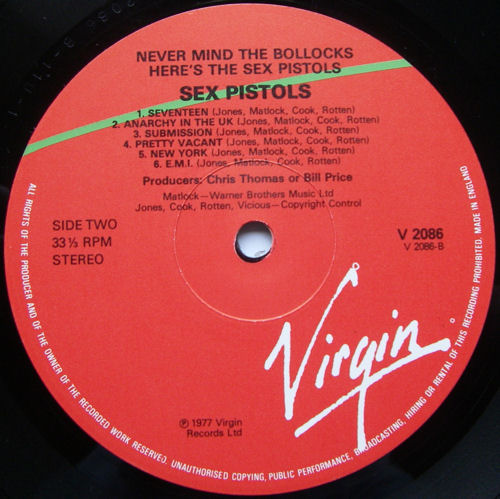 NEVER MIND THE BOLLOCKS
HERE'S THE SEX PISTOLS
SEX PISTOLS
1. SEVENTEEN (Jones, Matlock, Cook, Rotten)
2. ANARCHY IN THE UK (Jones, Matlock, Cook, Rotten)
3. SUBMISSION (Jones, Matlock, Cook, Rotten)
4. PRETTY VACANT (Jones, Matlock, Cook, Rotten)
5. NEW YORK (Jones, Matlock, Cook, Rotten)
6. E.M.I. (Jones, Matlock, Cook, Rotten)
Producers: Chris Thomas or Bill Price
Matlock—Warner Brothers Music Ltd
Jones, Cook, Rotten, Vicious—Copyright Control
SIDE TWO
33⅓ RPM
STEREO
V 2086
V 2086-B
Virgin
℗ 1977 Virgin
Records Ltd
ALL RIGHTS OF THE PRODUCER AND OF THE OWNER OF THE RECORDED WORK RESERVED. UNAUTHORISED COPYING, PUBLIC PERFORMANCE, BROADCASTING, HIRING OR RENTAL OF THIS RECORDING PROHIBITED. MADE IN ENGLAND